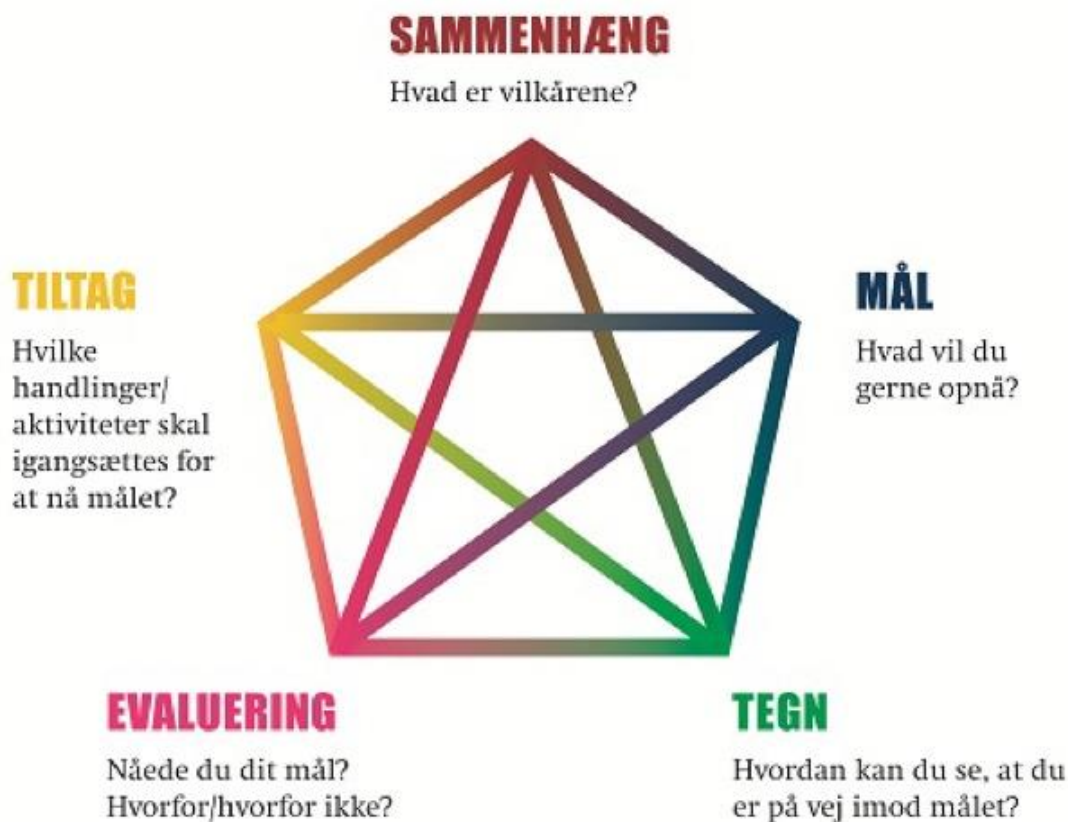 SAMMENHÆNG
Hvad er vilkårene?
TILTAG
Hvilke
handlinger/
aktiviteter skal
igangsættes for
at nå målet?
MÅL
Hvad vil du
gerne opnå?
EVALUERING
Nåede du dit mål?
Hvorfor/hvorfor ikke?
TEGN
Hvordan kan du se, at du
er på vej imod målet?